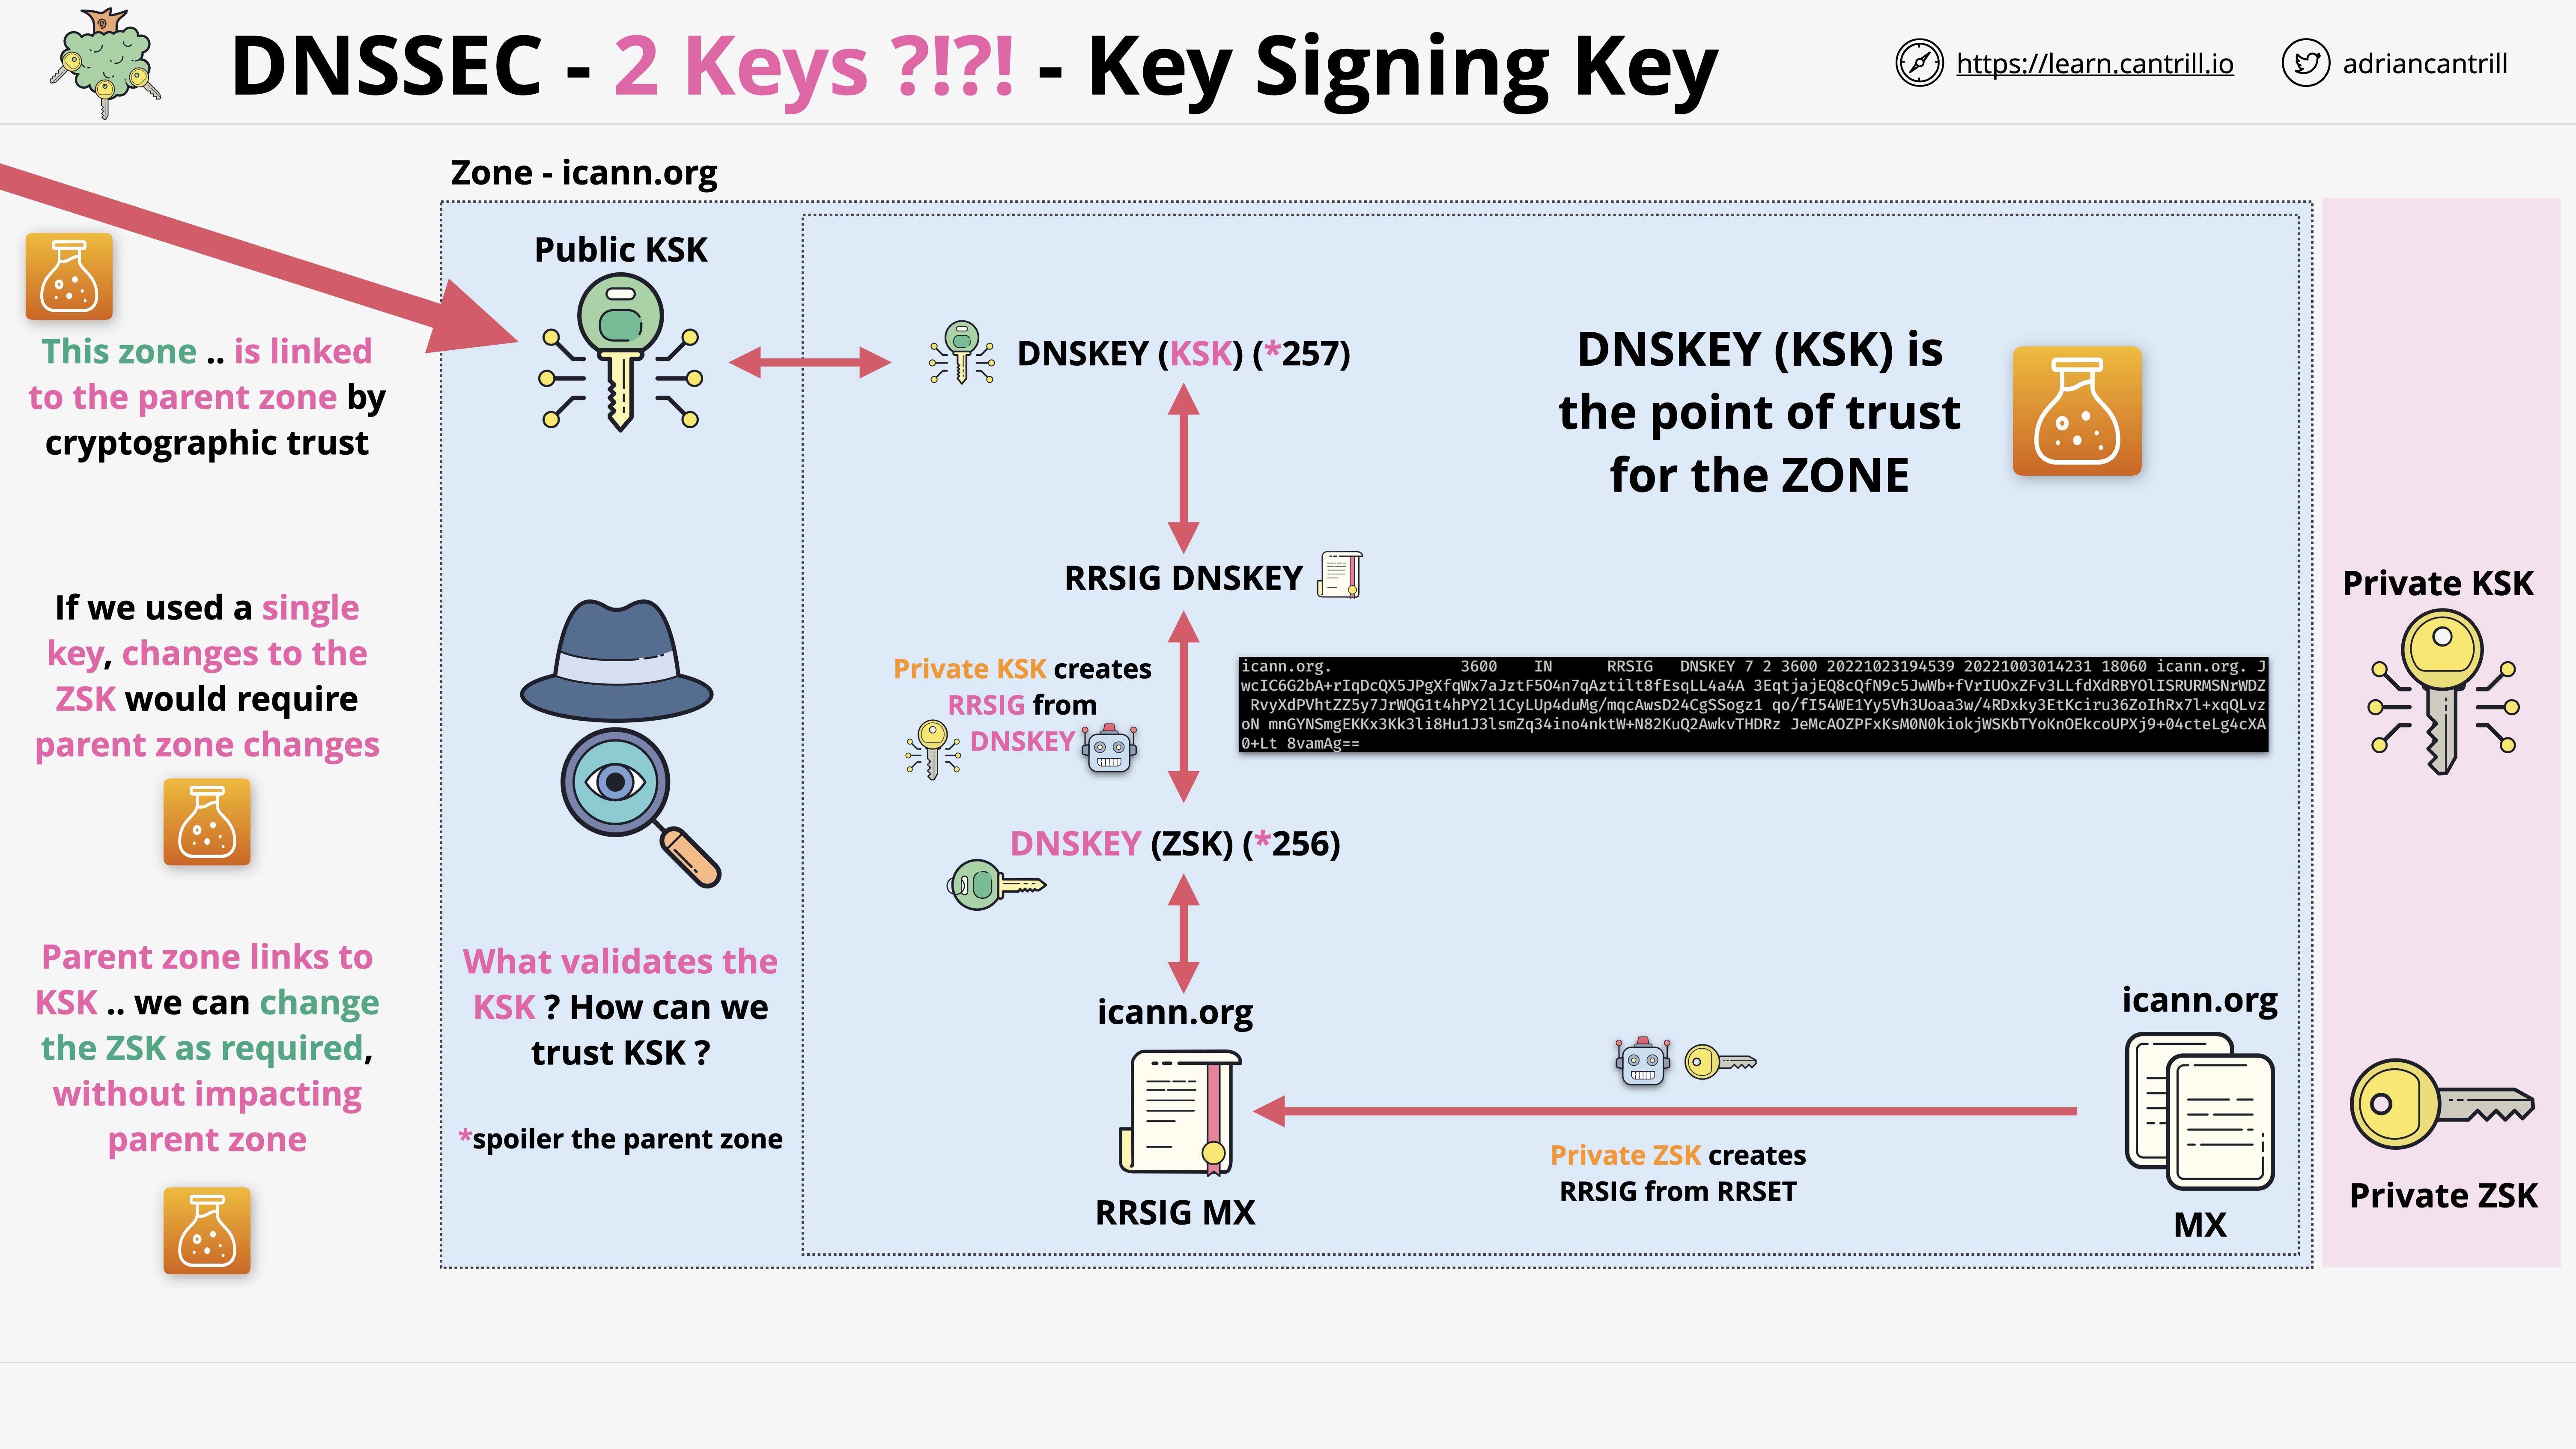 DNSSEC - 2 Keys ?!?! - Key Signing Key
https://learn.cantrill.io
adriancantrill
Zone - icann.org
This zone .. is linked
to the parent zone by
cryptographic trust
If we used a single
key, changes to the
ZSK would require
parent zone changes
Parent zone links to
KSK .. we can change
the ZSK as required,
without impacting
parent zone
Public KSK
What validates the
KSK ? How can we
trust KSK ?
*spoiler the parent zone
DNSKEY (KSK) (*257)
DNSKEY (KSK) is
the point of trust
for the ZONE
RRSIG DNSKEY
Private KSK creates
RRSIG from
DNSKEY
icann.org. 3600 IN RRSIG DNSKEY 7 2 3600 20221023194539 20221003014231 18060 icann.org. J
wcIC6G2bA+rIqDcQX5JPgXfqWx7aJztF5O4n7qAztilt8fEsqLL4a4A 3EqtjajEQ8cQfN9c5JwWb+fVrIUOxZFv3LLfdXdRBYOlISRURMSNrWDZ
RvyXdPVhtZZ5y7JrWQG1t4hPY2l1CyLUp4duMg/mqcAwsD24CgSSogz1 qo/fI54WE1Yy5Vh3Uoaa3w/4RDxky3EtKciru36ZoIhRx7l+xqQLvz
oN mnGYNSmgEKKx3Kk3li8Hu1J3lsmZq34ino4nktW+N82KuQ2AwkvTHDRz JeMcAOZPFxKsM0N0kiokjWSKbTYoKnOEkcoUPXj9+04cteLg4cXA
0+Lt 8vamAg==
DNSKEY (ZSK) (*256)
icann.org
RRSIG MX
Private ZSK creates
RRSIG from RRSET
icann.org
MX
Private KSK
Private ZSK